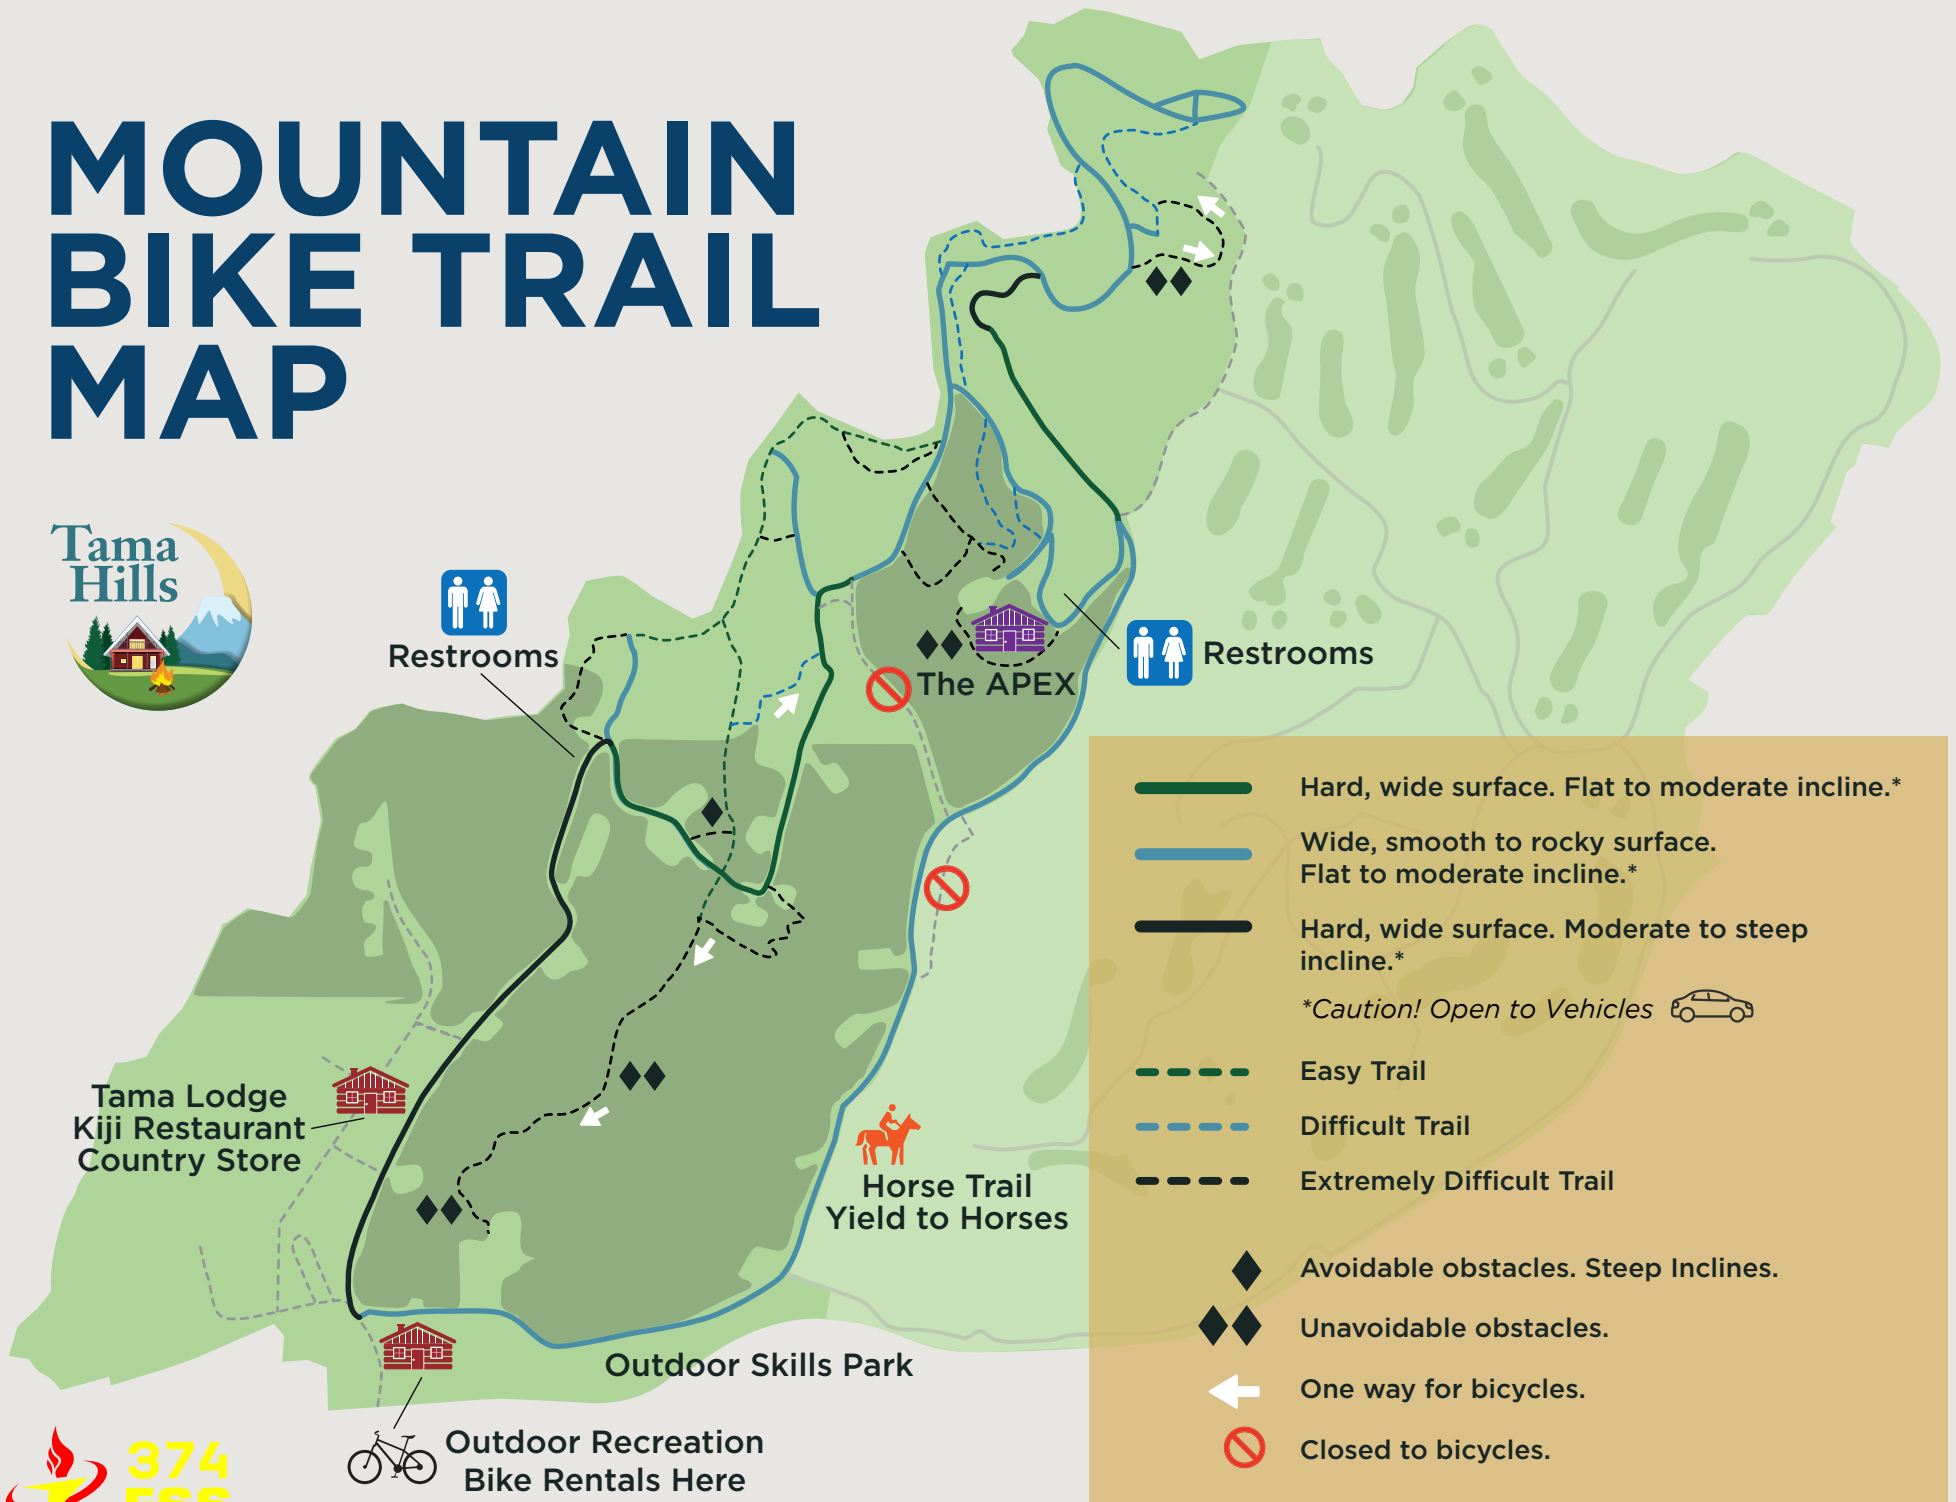 MOUNTAIN
BIKE TRAIL
MAP
Tama
Hills
Restrooms
Restrooms
The APEX
Hard, wide surface. Flat to moderate incline.*
Wide, smooth to rocky surface.
Flat to moderate incline.*
Hard, wide surface. Moderate to steep
incline.*
*Caution! Open to Vehicles
Easy Trail
Difficult Trail
Extremely Difficult Trail
Avoidable obstacles. Steep Inclines.
Unavoidable obstacles.
One way for bicycles.
Closed to bicycles.
Tama Lodge
Kiji Restaurant
Country Store
Horse Trail
Yield to Horses
Outdoor Skills Park
Outdoor Recreation
Bike Rentals Here
374